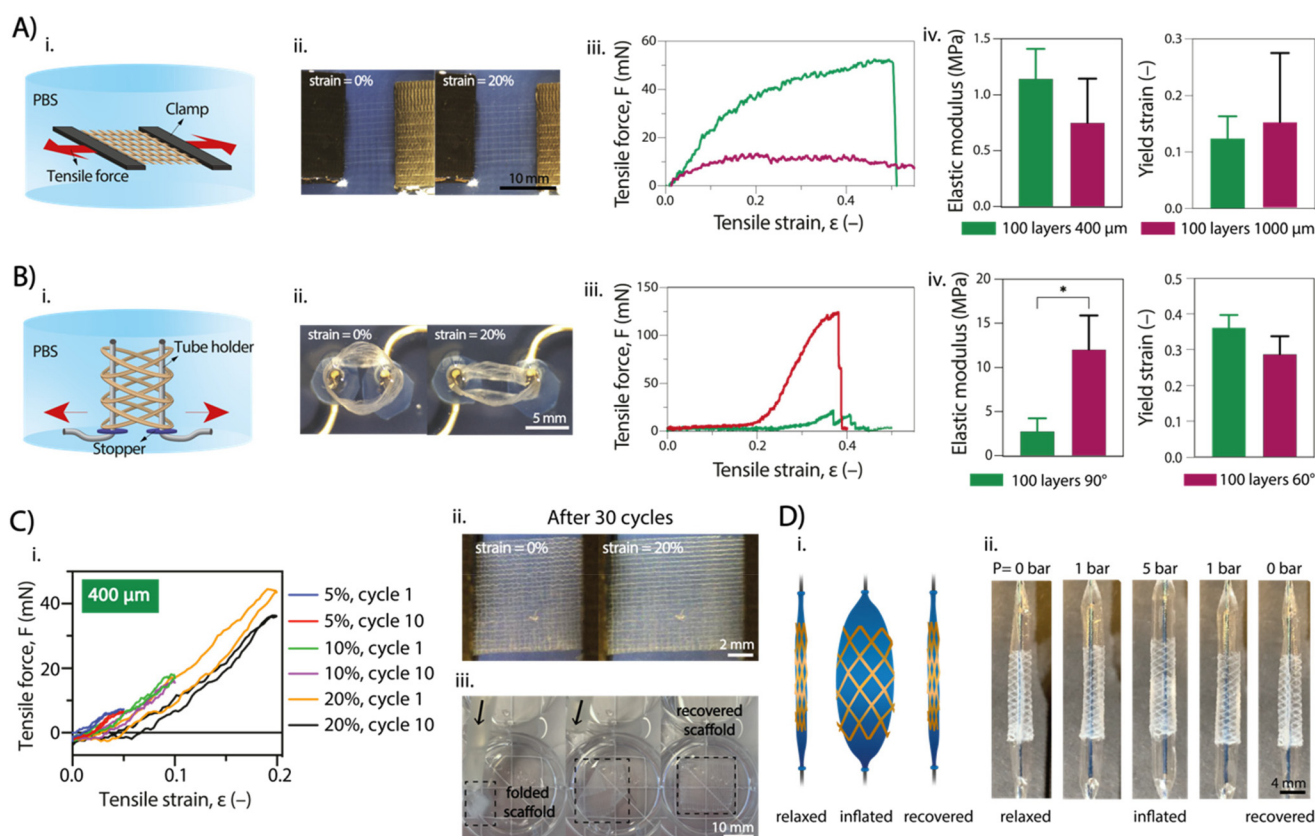 A)
i.
PBS
Clamp
Tensile force
ii.
strain = 0%
strain = 20%
10 mm
iii.
Tensile force, F (mN)
60
40
20
0
0.2
0.4
Tensile strain, ε (–)
iv.
Elastic modulus (MPa)
2.0
1.5
1.0
0.5
0.0
Yield strain (–)
0.3
0.2
0.1
0.0
100 layers 400 μm
100 layers 1000 μm
B)
i.
PBS
Tube holder
Stopper
ii.
strain = 0%
strain = 20%
5 mm
iii.
Tensile force, F (mN)
150
100
50
0
0.0
0.2
0.4
0.6
Tensile strain, ε (–)
iv.
Elastic modulus (MPa)
20
15
10
5
0
*
Yield strain (–)
0.5
0.4
0.3
0.2
0.1
0.0
100 layers 90°
100 layers 60°
C)
i.
400 μm
Tensile force, F (mN)
40
20
0
0.0
0.1
0.2
Tensile strain, ε (–)
5%, cycle 1
5%, cycle 10
10%, cycle 1
10%, cycle 10
20%, cycle 1
20%, cycle 10
ii.
After 30 cycles
strain = 0%
strain = 20%
2 mm
iii.
folded
scaffold
recovered
scaffold
10 mm
D)
i.
relaxed
inflated
recovered
ii.
P= 0 bar
1 bar
5 bar
1 bar
0 bar
4 mm
relaxed
inflated
recovered